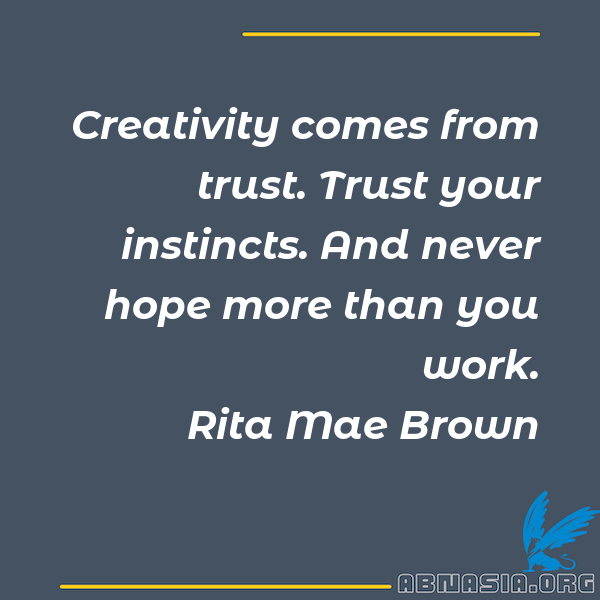 Creativity comes from
trust. Trust your
instincts. And never
hope more than you
work.
Rita Mae Brown
ABNASIA.ORG